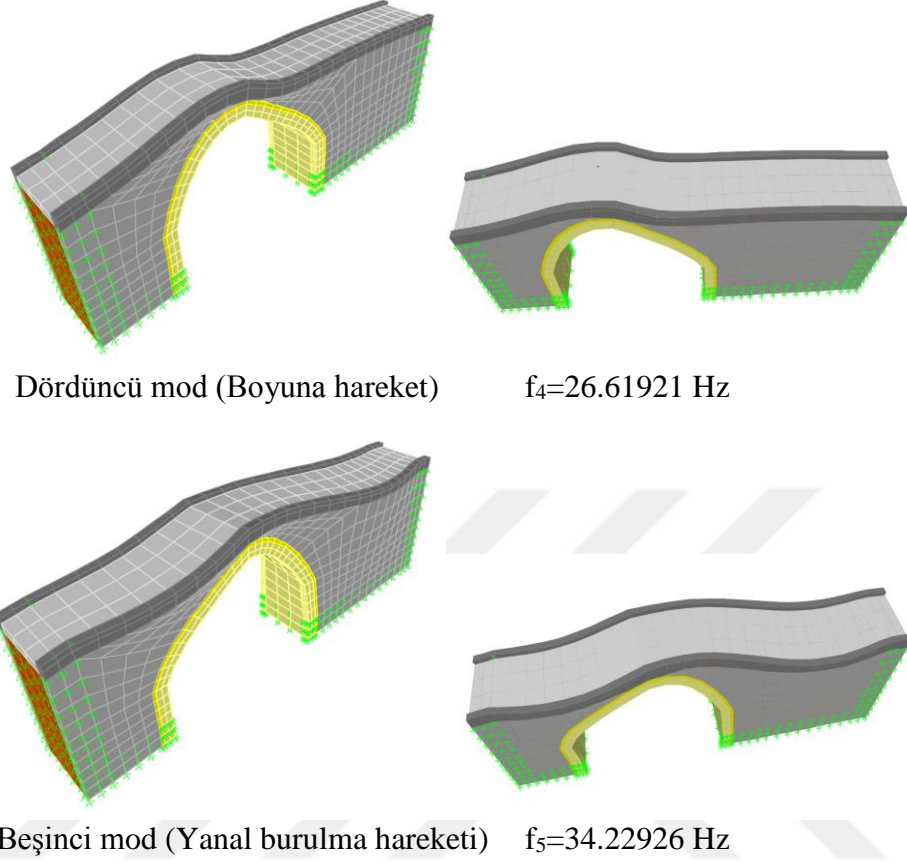 Dördüncü mod (Boyuna hareket) f₄=26.61921 Hz
Beşinci mod (Yanal burulma hareketi) f₅=34.22926 Hz